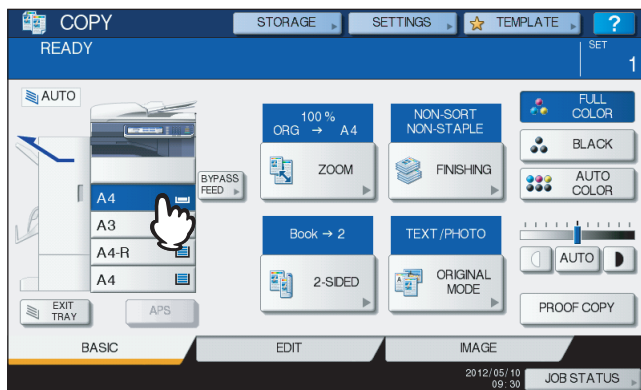 COPY
STORAGE
SETTINGS
TEMPLATE
?
READY
SET
1
AUTO
100 %
ORG → A4
NON-SORT
NON-STAPLE
FULL
COLOR
BLACK
ZOOM
FINISHING
BYPASS
FEED
AUTO
COLOR
A4
A3
A4-R
A4
Book → 2
TEXT/PHOTO
2-SIDED
ORIGINAL
MODE
AUTO
EXIT
TRAY
APS
PROOF COPY
BASIC
EDIT
IMAGE
2012/05/10
09:30
JOB STATUS